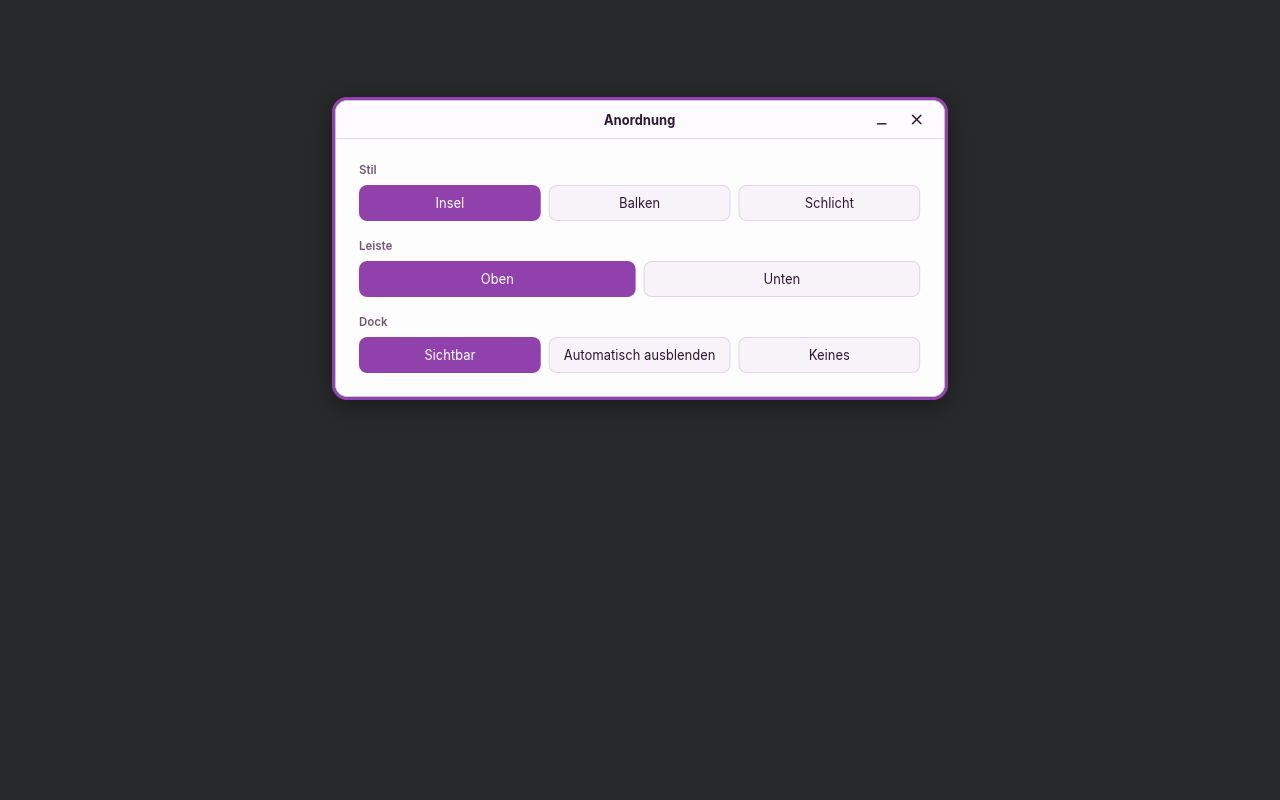 Anordnung
Stil
Insel Balken Schlicht
Leiste
Oben Unten
Dock
Sichtbar Automatisch ausblenden Keines